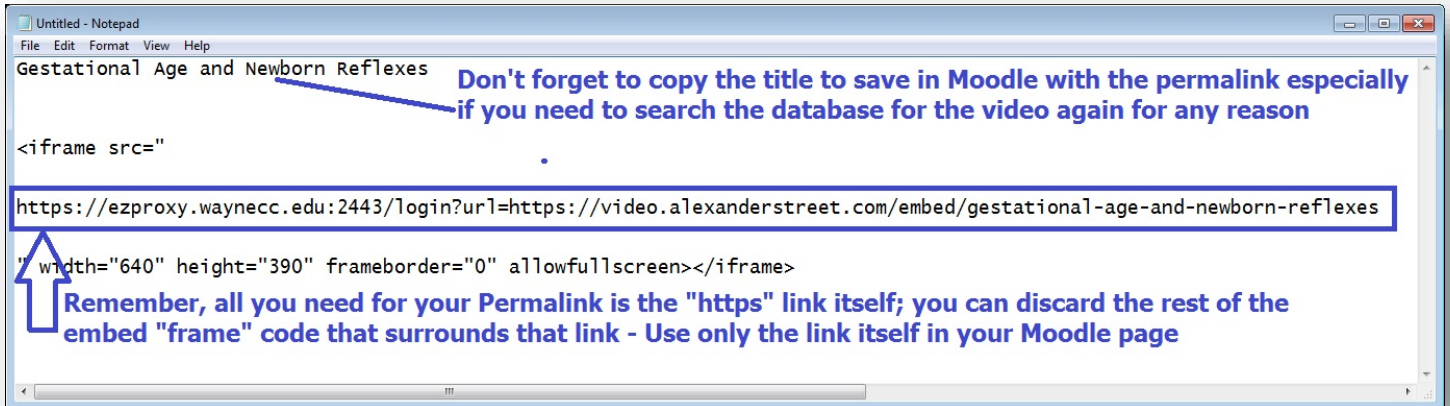 Untitled - Notepad
File Edit Format View Help
Gestational Age and Newborn Reflexes
Don't forget to copy the title to save in Moodle with the permalink especially
if you need to search the database for the video again for any reason
<iframe src="
https://ezproxy.waynecc.edu:2443/login?url=https://video.alexanderstreet.com/embed/gestational-age-and-newborn-reflexes
" width="640" height="390" frameborder="0" allowfullscreen></iframe>
Remember, all you need for your Permalink is the "https" link itself; you can discard the rest of the
embed "frame" code that surrounds that link - Use only the link itself in your Moodle page